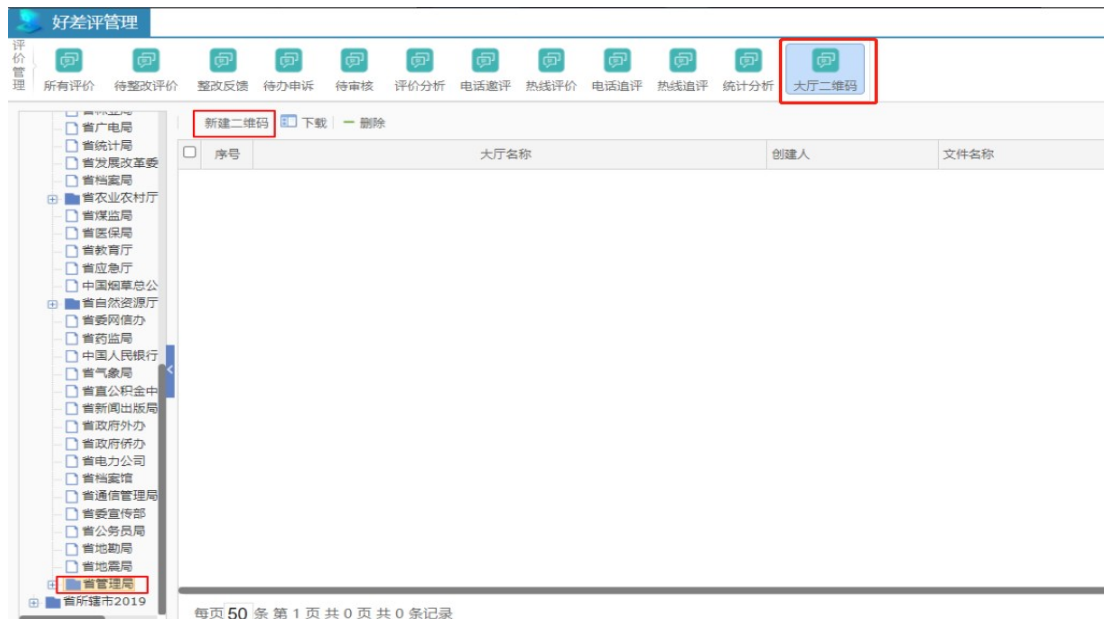 好差评管理
评价管理
所有评价 待整改评价 整改反馈 待办申诉 待审核 评价分析 电话邀评 热线评价 电话追评 热线追评 统计分析 大厅二维码
新建二维码 下载 删除
序号 大厅名称 创建人 文件名称
省广电局
省统计局
省发展改革委
省档案局
省农业农村厅
省煤监局
省医保局
省教育厅
省应急厅
中国烟草总公
省自然资源厅
省委网信办
省药监局
中国人民银行
省气象局
省直公积金中
省新闻出版局
省政府外办
省政府侨办
省电力公司
省档案馆
省通信管理局
省委宣传部
省公务员局
省地勘局
省地震局
省管理局
省所辖市2019
每页 50 条 第 1 页 共 0 页 共 0 条记录